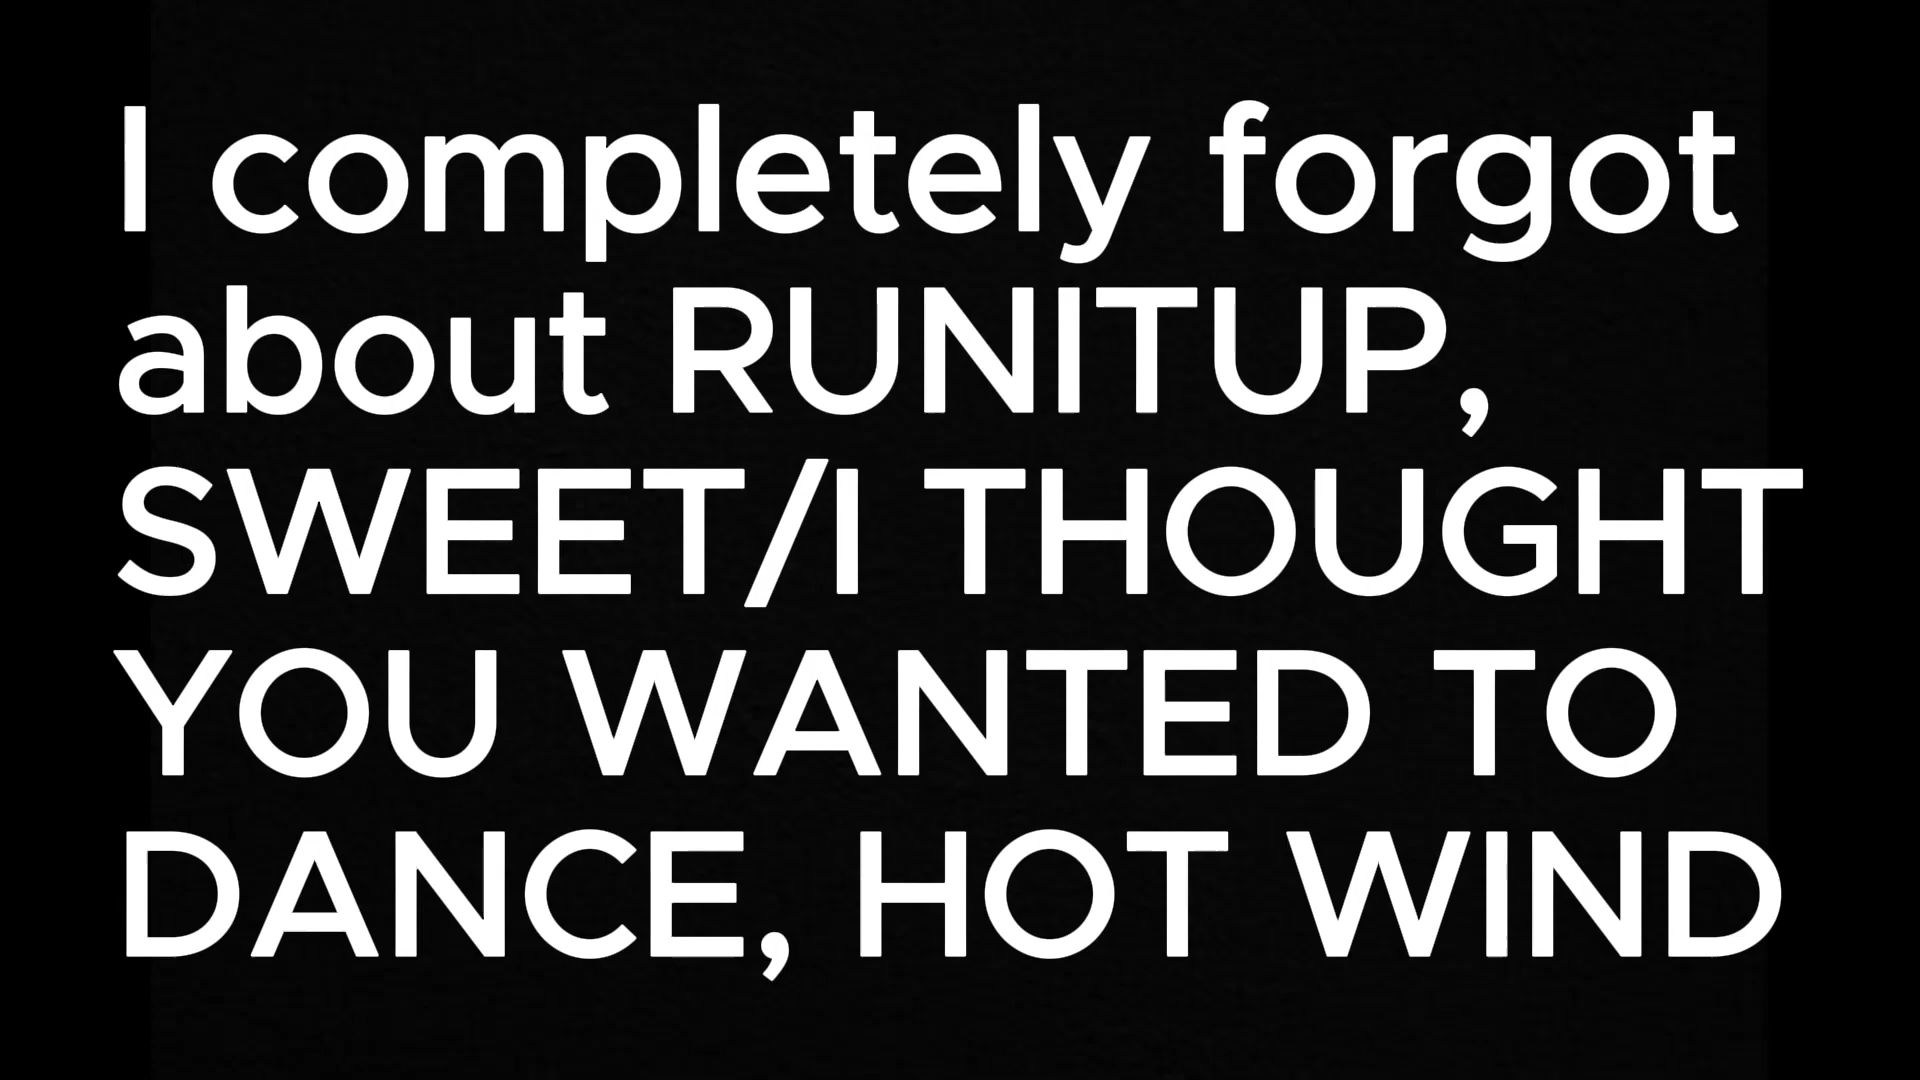 I completely forgot
about RUNITUP,
SWEET/I THOUGHT
YOU WANTED TO
DANCE, HOT WIND